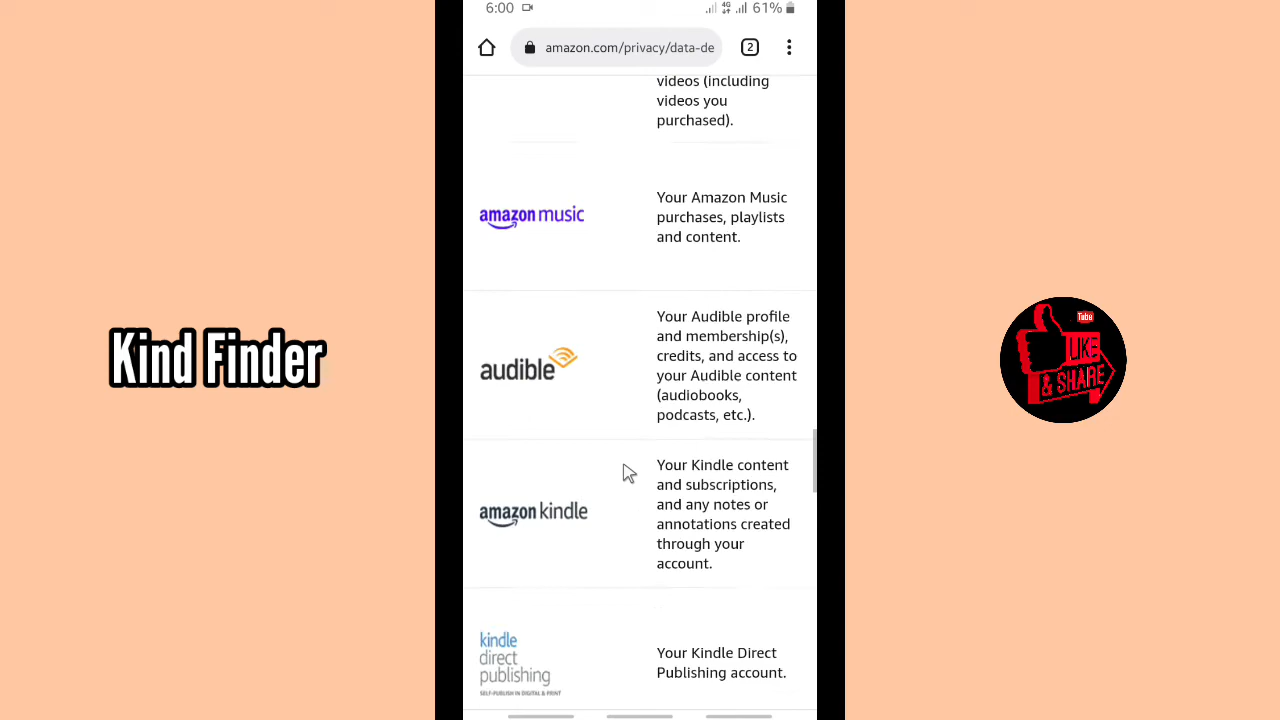 6:00
4G
61%
amazon.com/privacy/data-de
2
videos (including
videos you
purchased).
amazon music
Your Amazon Music
purchases, playlists
and content.
audible
Your Audible profile
and membership(s),
credits, and access to
your Audible content
(audiobooks,
podcasts, etc.).
amazon kindle
Your Kindle content
and subscriptions,
and any notes or
annotations created
through your
account.
kindle
direct
publishing
SELF-PUBLISH IN DIGITAL & PRINT
Your Kindle Direct
Publishing account.
Kind Finder
Tube
LIKE
& SHARE